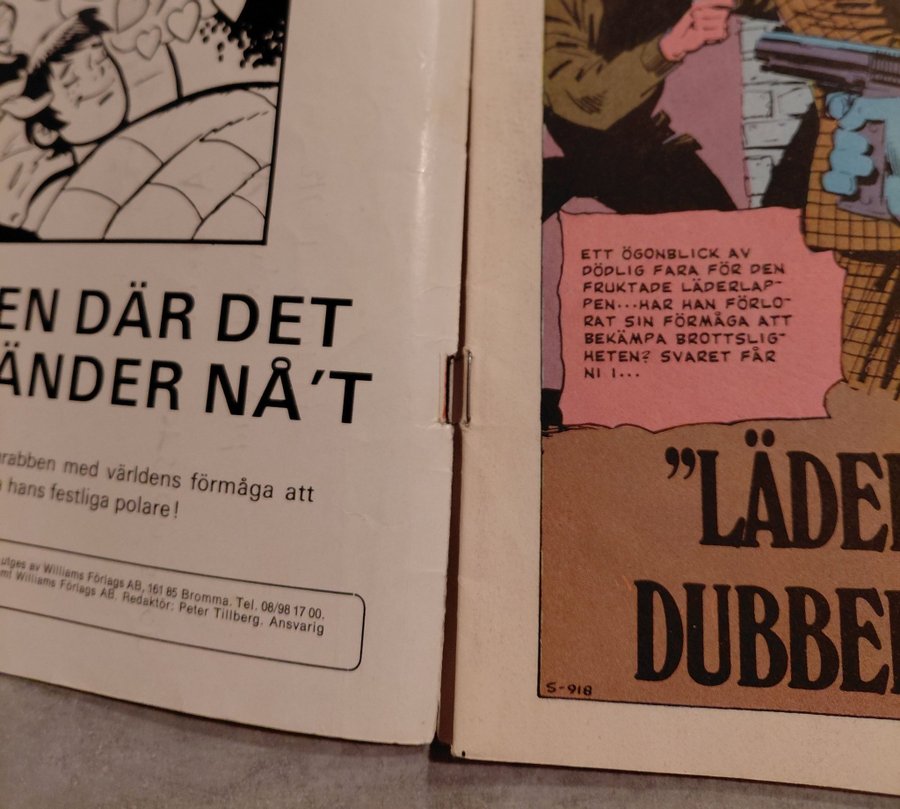 EN DÄR DET
ÄNDER NÅ'T
rabben med världens förmåga att
hans festliga polare!
utges av Williams Förlags AB, 161 85 Bromma. Tel. 08/98 17 00.
Williams Förlags AB. Redaktör: Peter Tillberg. Ansvarig
ETT ÖGONBLICK AV
DÖDLIG FARA FÖR DEN
FRUKTADE LÄDERLAP-
PEN...HAR HAN FÖRLO-
RAT SIN FÖRMÅGA ATT
BEKÄMPA BROTTSLIG-
HETEN? SVARET FÅR
NI I...
"LÄDER
DUBBEL
S-918